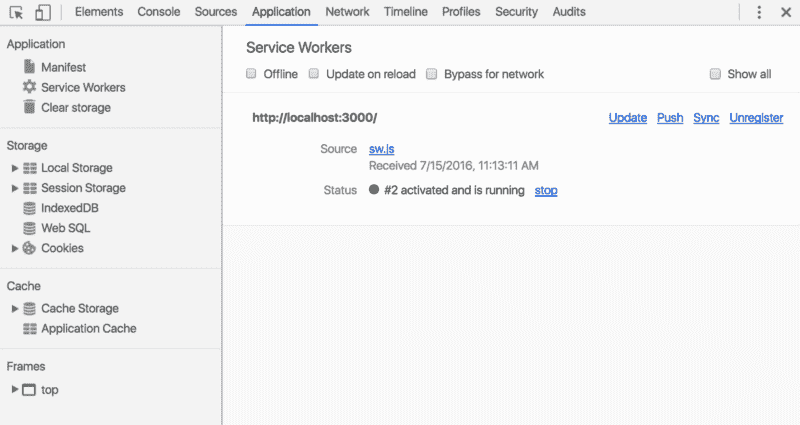 Elements Console Sources Application Network Timeline Profiles Security Audits
Application
Manifest
Service Workers
Clear storage
Storage
Local Storage
Session Storage
IndexedDB
Web SQL
Cookies
Cache
Cache Storage
Application Cache
Frames
top
Service Workers
Offline Update on reload Bypass for network Show all
http://localhost:3000/ Update Push Sync Unregister
Source sw.js
Received 7/15/2016, 11:13:11 AM
Status #2 activated and is running stop